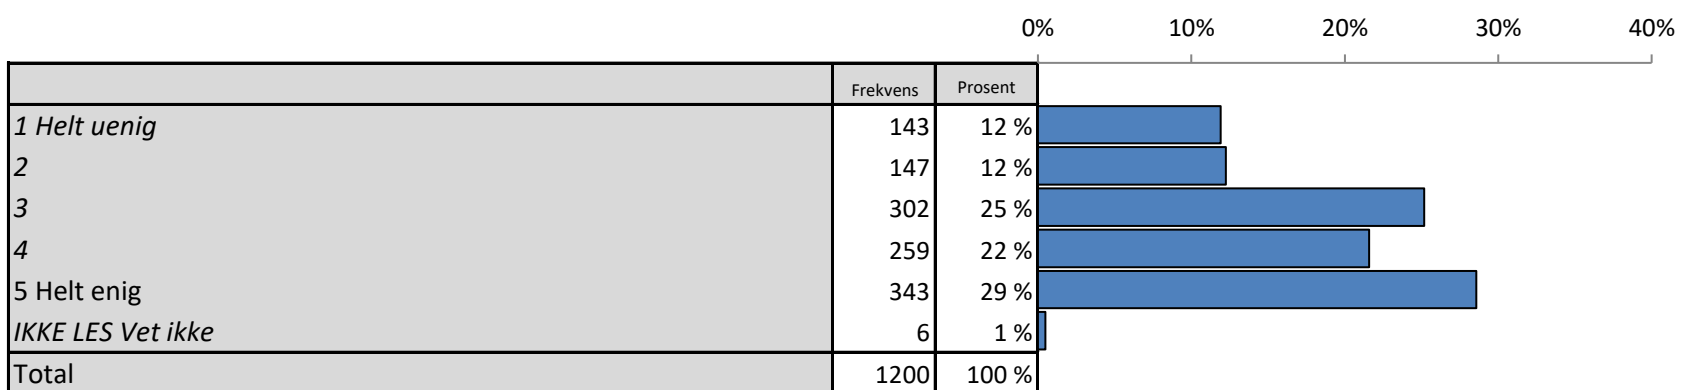 0% 10% 20% 30% 40%
Frekvens Prosent
1 Helt uenig 143 12 %
2 147 12 %
3 302 25 %
4 259 22 %
5 Helt enig 343 29 %
IKKE LES Vet ikke 6 1 %
Total 1200 100 %